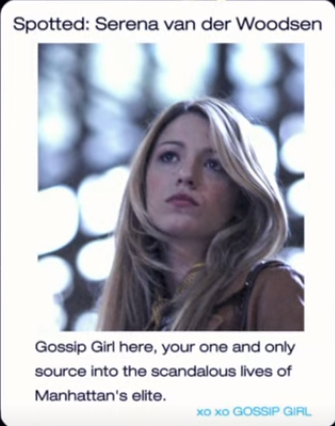 Spotted: Serena van der Woodsen
Gossip Girl here, your one and only
source into the scandalous lives of
Manhattan's elite.
xo xo GOSSIP GIRL